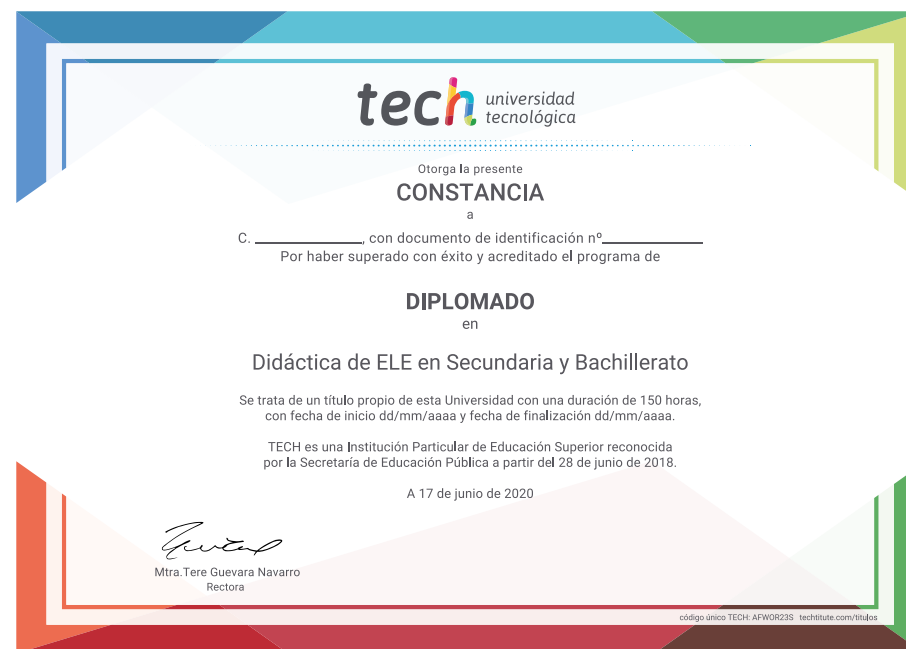 tech universidad
tecnológica
Otorga la presente
CONSTANCIA
a
C. ____________, con documento de identificación nº____________
Por haber superado con éxito y acreditado el programa de
DIPLOMADO
en
Didáctica de ELE en Secundaria y Bachillerato
Se trata de un título propio de esta Universidad con una duración de 150 horas,
con fecha de inicio dd/mm/aaaa y fecha de finalización dd/mm/aaaa.
TECH es una Institución Particular de Educación Superior reconocida
por la Secretaría de Educación Pública a partir del 28 de junio de 2018.
A 17 de junio de 2020
Mtra.Tere Guevara Navarro
Rectora
código único TECH: AFWOR23S techtitute.com/titulos